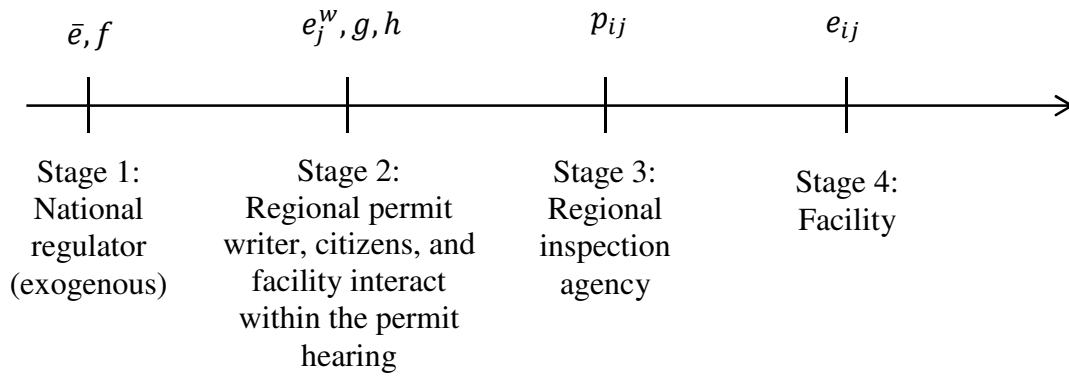 ē, f
e_j^w, g, h
p_ij
e_ij
Stage 1:
National
regulator
(exogenous)
Stage 2:
Regional permit
writer, citizens, and
facility interact
within the permit
hearing
Stage 3:
Regional
inspection
agency
Stage 4:
Facility